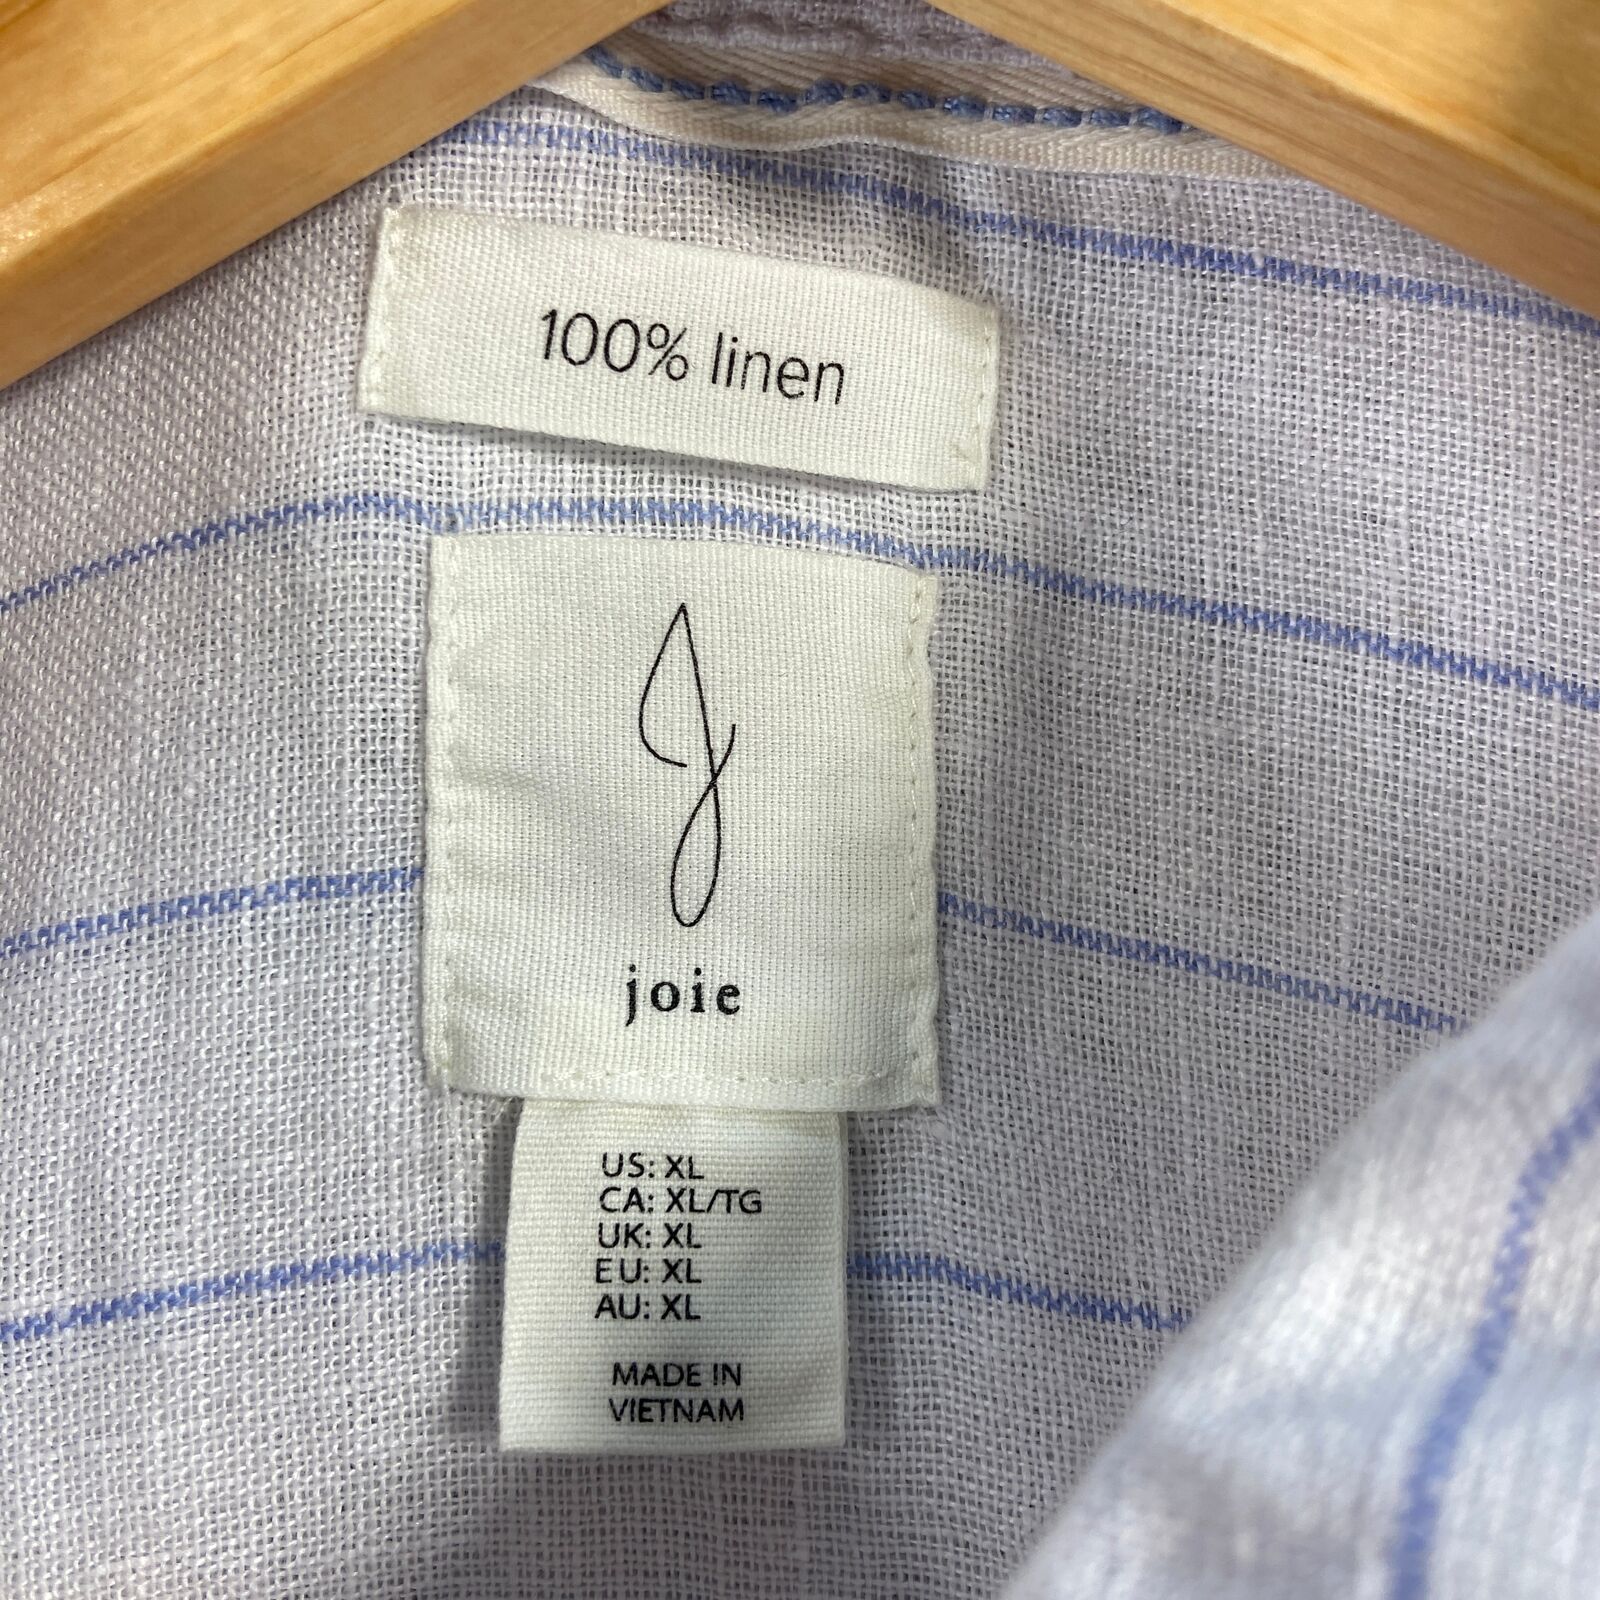 100% linen
joie
US: XL
CA: XL/TG
UK: XL
EU: XL
AU: XL
MADE IN
VIETNAM